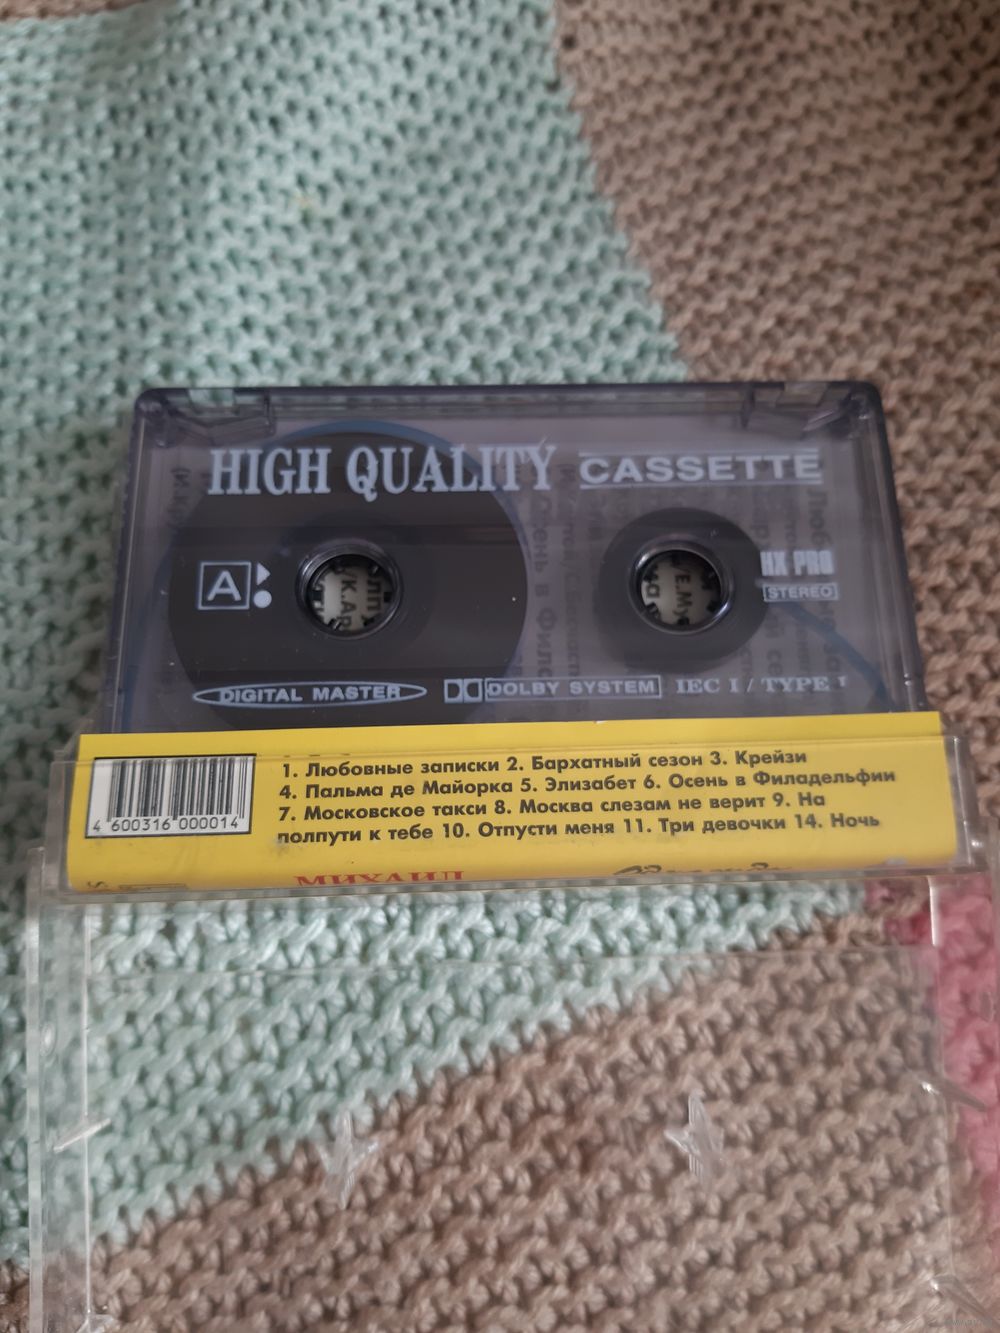 HIGH QUALITY CASSETTE
A
HX PRO
STEREO
DIGITAL MASTER DOLBY SYSTEM IEC I / TYPE I
1. Любовные записки 2. Бархатный сезон 3. Крейзи
4. Пальма де Майорка 5. Элизабет 6. Осень в Филадельфии
7. Московское такси 8. Москва слезам не верит 9. На
полпути к тебе 10. Отпусти меня 11. Три девочки 14. Ночь
4 600316 000014
МИХАИЛ